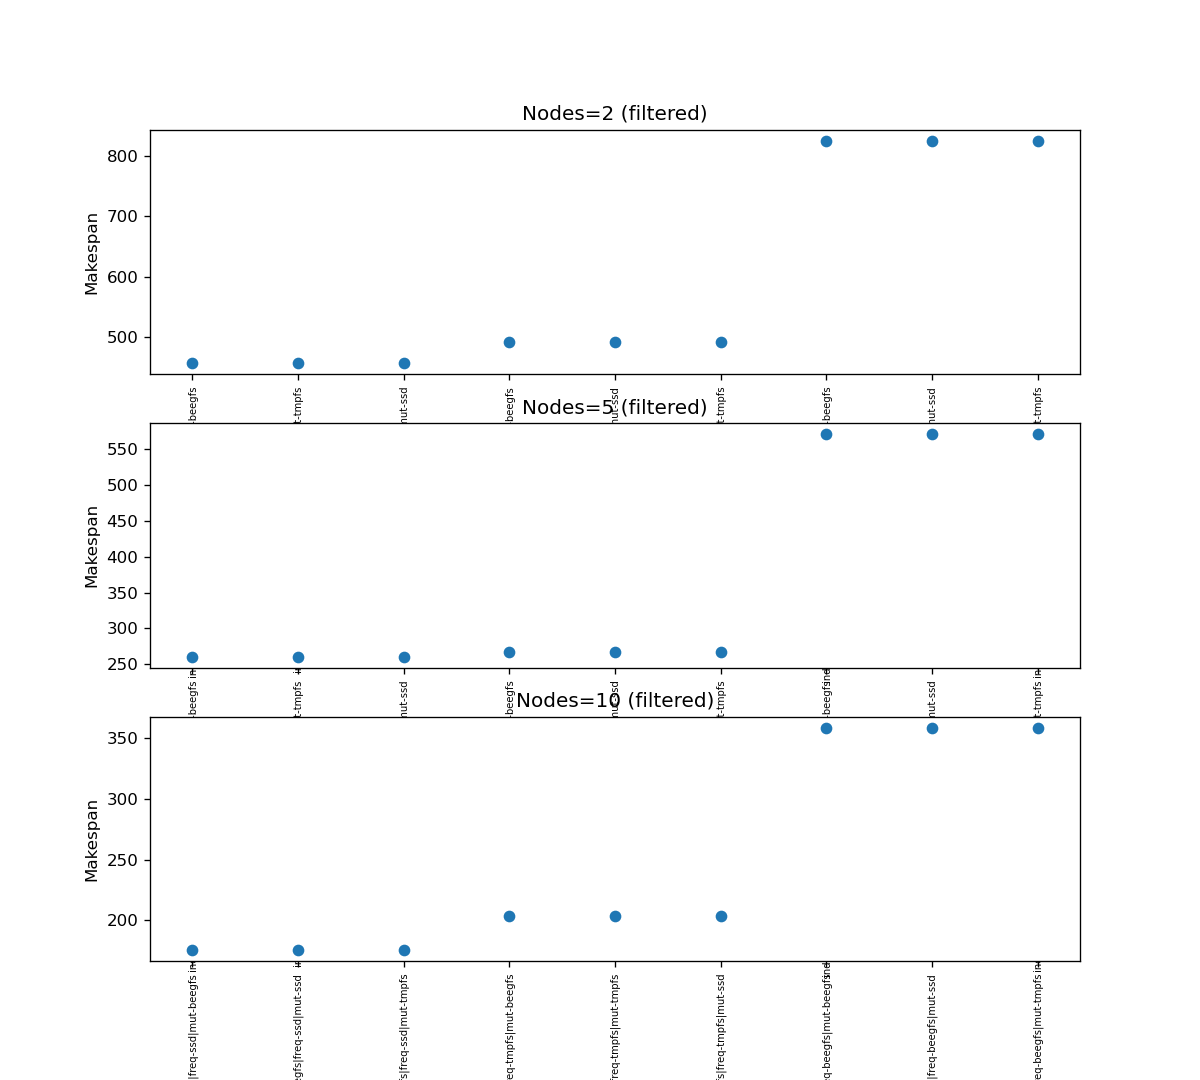 Nodes=2 (filtered)
Makespan
800
700
600
500
-beegfs
t-tmpfs
mut-ssd
-beegfs
mut-ssd
t-tmpfs
-beegfs
mut-ssd
t-tmpfs
Nodes=5 (filtered)
Makespan
550
500
450
400
350
300
250
-beegfs
t-tmpfs
mut-ssd
-beegfs
mut-ssd
t-tmpfs
-beegfs
mut-ssd
t-tmpfs
Nodes=10 (filtered)
Makespan
350
300
250
200
|freq-ssd|mut-beegfs
egfs|freq-ssd|mut-ssd
fs|freq-ssd|mut-tmpfs
req-tmpfs|mut-beegfs
freq-tmpfs|mut-tmpfs
fs|freq-tmpfs|mut-ssd
eq-beegfs|mut-beegfs
|freq-beegfs|mut-ssd
eq-beegfs|mut-tmpfs